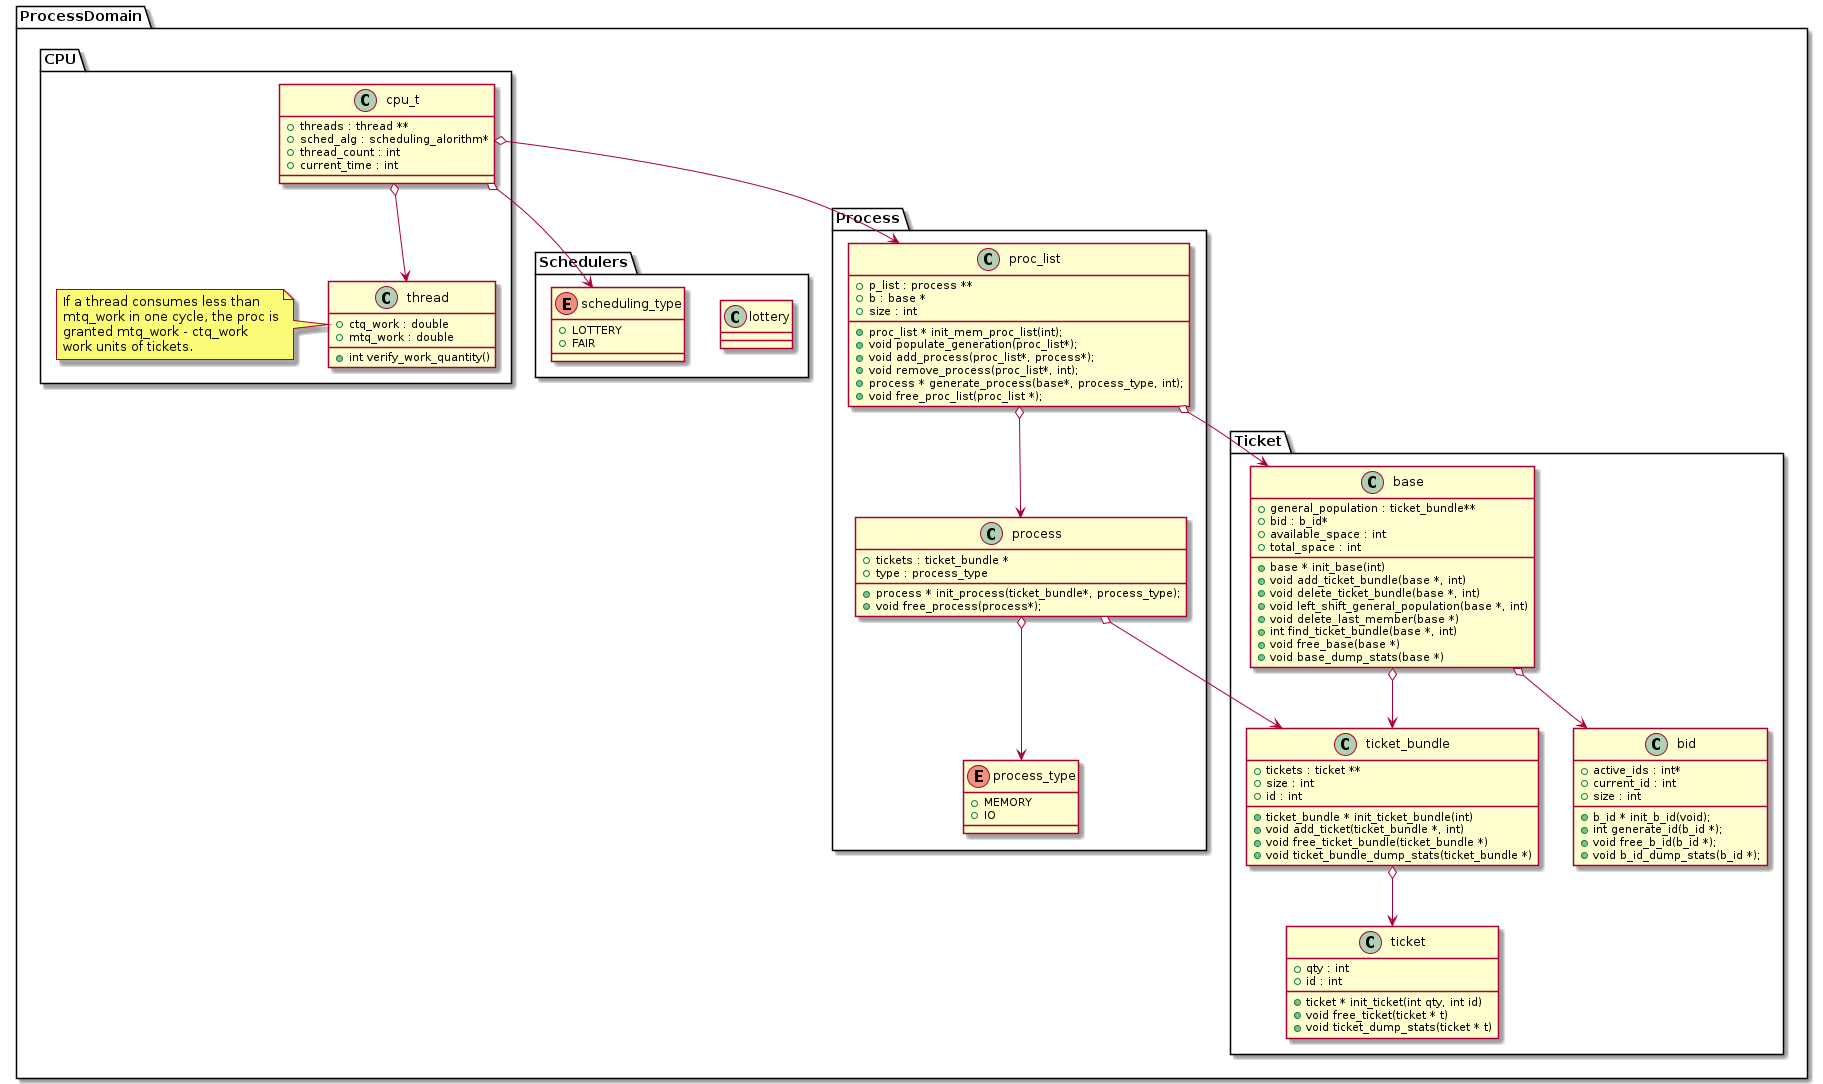 ProcessDomain
CPU
C cpu_t
threads : thread **
sched_alg : scheduling_alorithm*
thread_count : int
current_time : int
If a thread consumes less than
mtq_work in one cycle, the proc is
granted mtq_work - ctq_work
work units of tickets.
C thread
ctq_work : double
mtq_work : double
int verify_work_quantity()
Schedulers
E scheduling_type
LOTTERY
FAIR
C lottery
Process
C proc_list
p_list : process **
b : base *
size : int
proc_list * init_mem_proc_list(int);
void populate_generation(proc_list*);
void add_process(proc_list*, process*);
void remove_process(proc_list*, int);
process * generate_process(base*, process_type, int);
void free_proc_list(proc_list *);
C process
tickets : ticket_bundle *
type : process_type
process * init_process(ticket_bundle*, process_type);
void free_process(process*);
E process_type
MEMORY
IO
Ticket
C base
general_population : ticket_bundle**
bid : b_id*
available_space : int
total_space : int
base * init_base(int)
void add_ticket_bundle(base *, int)
void delete_ticket_bundle(base *, int)
void left_shift_general_population(base *, int)
void delete_last_member(base *)
int find_ticket_bundle(base *, int)
void free_base(base *)
void base_dump_stats(base *)
C ticket_bundle
tickets : ticket **
size : int
id : int
ticket_bundle * init_ticket_bundle(int)
void add_ticket(ticket_bundle *, int)
void free_ticket_bundle(ticket_bundle *)
void ticket_bundle_dump_stats(ticket_bundle *)
C bid
active_ids : int*
current_id : int
size : int
b_id * init_b_id(void);
int generate_id(b_id *);
void free_b_id(b_id *);
void b_id_dump_stats(b_id *);
C ticket
qty : int
id : int
ticket * init_ticket(int qty, int id)
void free_ticket(ticket * t)
void ticket_dump_stats(ticket * t)